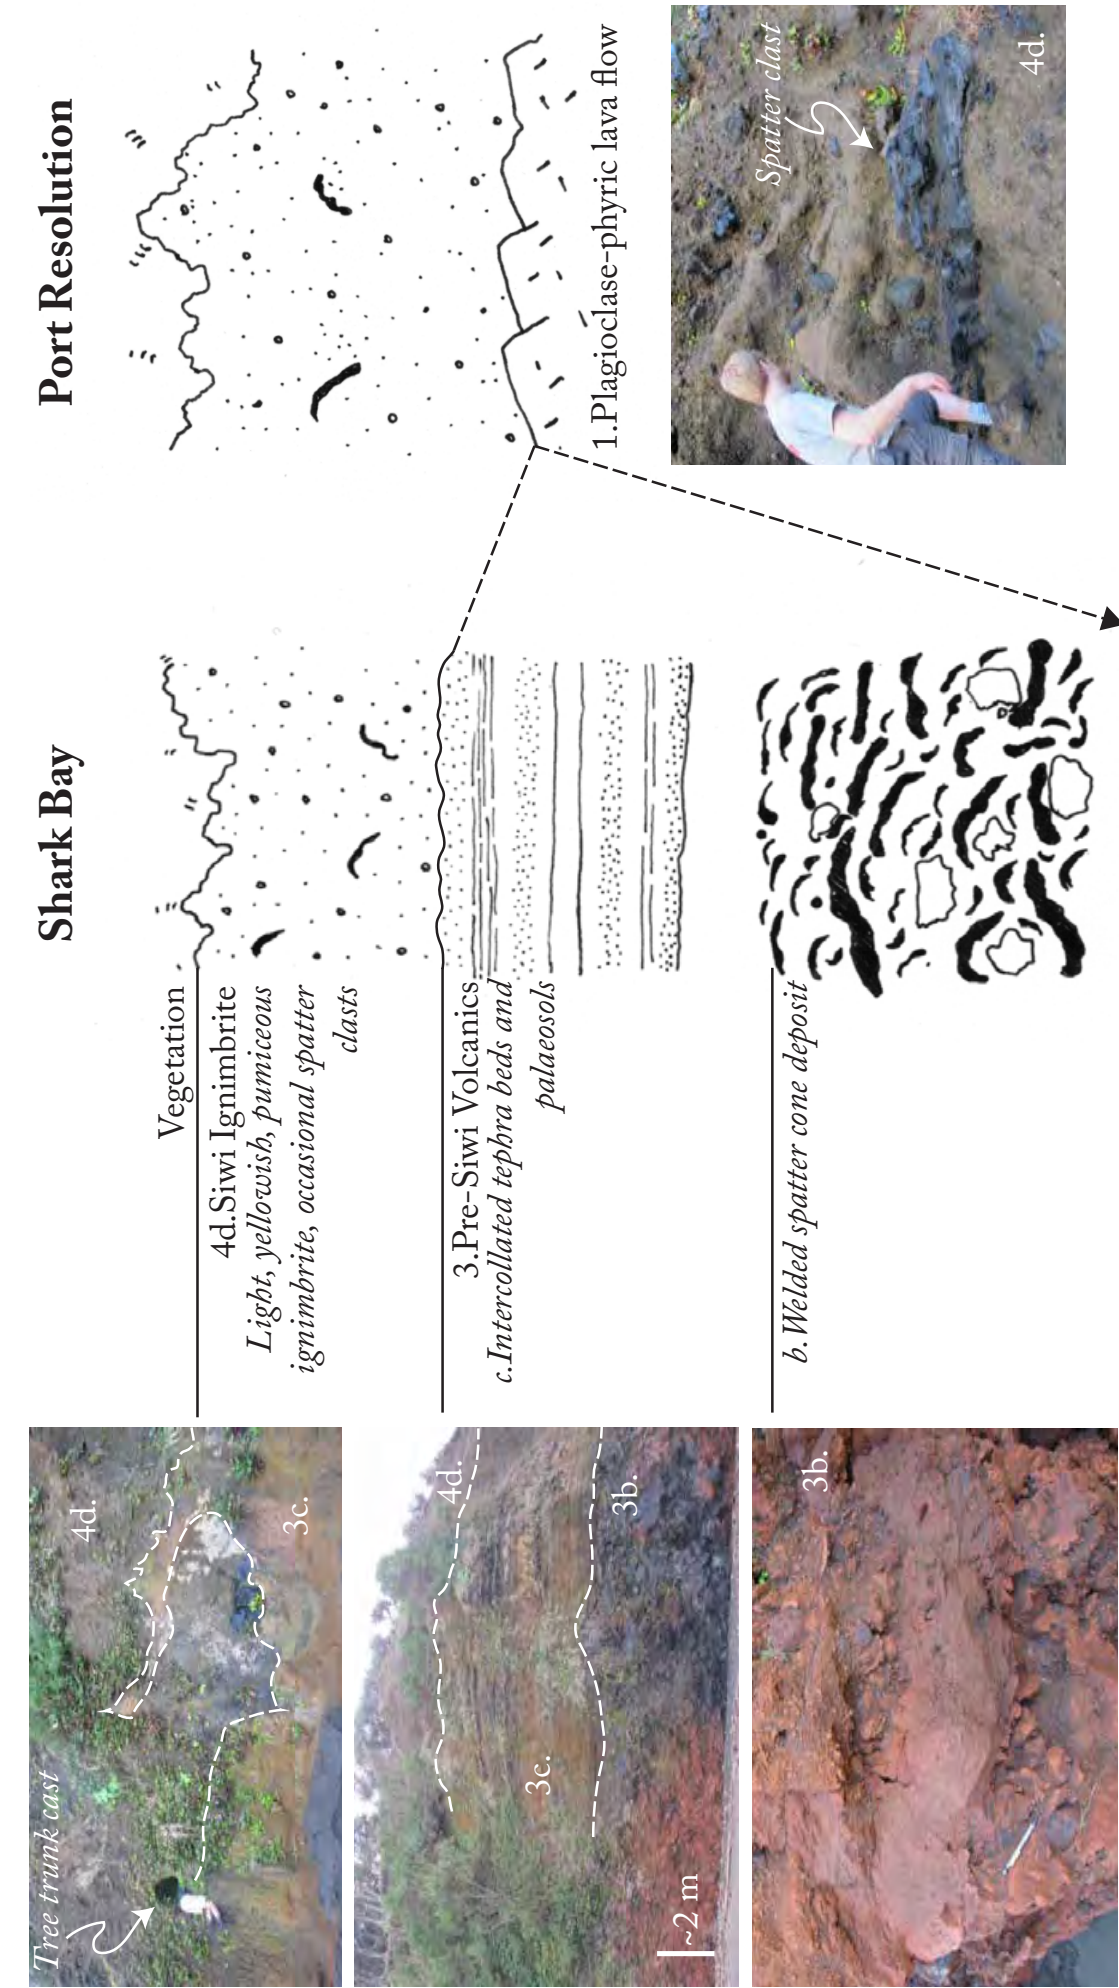 Shark Bay
Port Resolution
Tree trunk cast
4d.
3c.
Vegetation
4d.Siwi Ignimbrite
Light, yellowish, pumiceous
ignimbrite, occasional spatter
clasts
4d.
3c.
3b.
~2 m
3.Pre-Siwi Volcanics
c.Intercollated tephra beds and
palaeosols
1.Plagioclase-phyric lava flow
3b.
b.Welded spatter cone deposit
Spatter clast
4d.